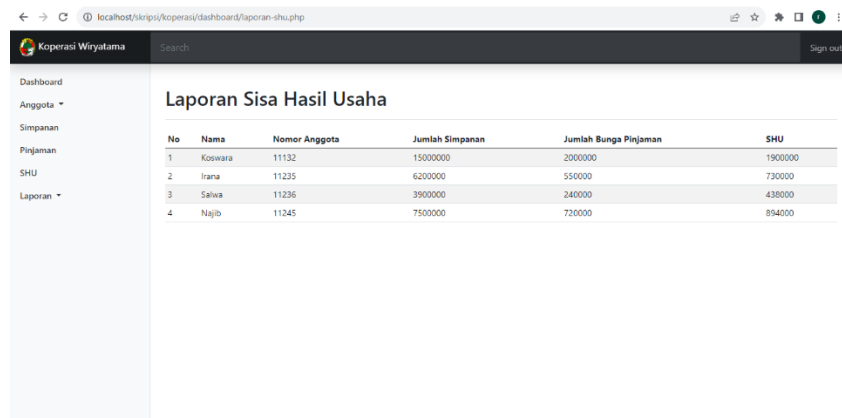 localhost/skripsi/koperasi/dashboard/laporan-shu.php
Koperasi Wiryatama Search Sign out
Dashboard
Anggota
Simpanan
Pinjaman
SHU
Laporan
Laporan Sisa Hasil Usaha
No Nama Nomor Anggota Jumlah Simpanan Jumlah Bunga Pinjaman SHU
1 Koswara 11132 15000000 2000000 1900000
2 Irana 11235 6200000 550000 730000
3 Salwa 11236 3900000 240000 438000
4 Najib 11245 7500000 720000 894000